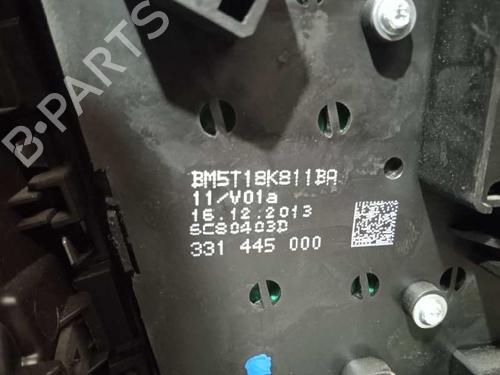 B-PARTS
BM5T18K811BA
11/V01a
16.12.2013
6C80403D
331 445 000